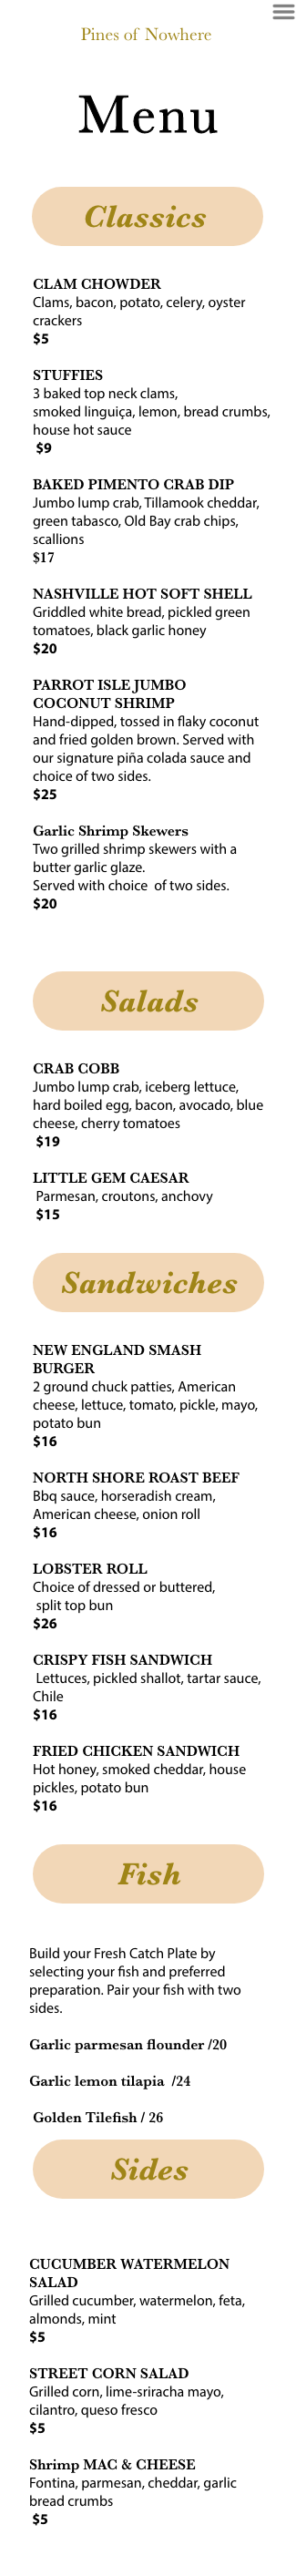 Pines of Nowhere
Menu
Classics
CLAM CHOWDER
Clams, bacon, potato, celery, oyster
crackers
$5
STUFFIES
3 baked top neck clams,
smoked linguiça, lemon, bread crumbs,
house hot sauce
$9
BAKED PIMENTO CRAB DIP
Jumbo lump crab, Tillamook cheddar,
green tabasco, Old Bay crab chips,
scallions
$17
NASHVILLE HOT SOFT SHELL
Griddled white bread, pickled green
tomatoes, black garlic honey
$20
PARROT ISLE JUMBO
COCONUT SHRIMP
Hand-dipped, tossed in flaky coconut
and fried golden brown. Served with
our signature piña colada sauce and
choice of two sides.
$25
Garlic Shrimp Skewers
Two grilled shrimp skewers with a
butter garlic glaze.
Served with choice of two sides.
$20
Salads
CRAB COBB
Jumbo lump crab, iceberg lettuce,
hard boiled egg, bacon, avocado, blue
cheese, cherry tomatoes
$19
LITTLE GEM CAESAR
Parmesan, croutons, anchovy
$15
Sandwiches
NEW ENGLAND SMASH
BURGER
2 ground chuck patties, American
cheese, lettuce, tomato, pickle, mayo,
potato bun
$16
NORTH SHORE ROAST BEEF
Bbq sauce, horseradish cream,
American cheese, onion roll
$16
LOBSTER ROLL
Choice of dressed or buttered,
split top bun
$26
CRISPY FISH SANDWICH
Lettuces, pickled shallot, tartar sauce,
Chile
$16
FRIED CHICKEN SANDWICH
Hot honey, smoked cheddar, house
pickles, potato bun
$16
Fish
Build your Fresh Catch Plate by
selecting your fish and preferred
preparation. Pair your fish with two
sides.
Garlic parmesan flounder /20
Garlic lemon tilapia /24
Golden Tilefish / 26
Sides
CUCUMBER WATERMELON
SALAD
Grilled cucumber, watermelon, feta,
almonds, mint
$5
STREET CORN SALAD
Grilled corn, lime-sriracha mayo,
cilantro, queso fresco
$5
Shrimp MAC & CHEESE
Fontina, parmesan, cheddar, garlic
bread crumbs
$5